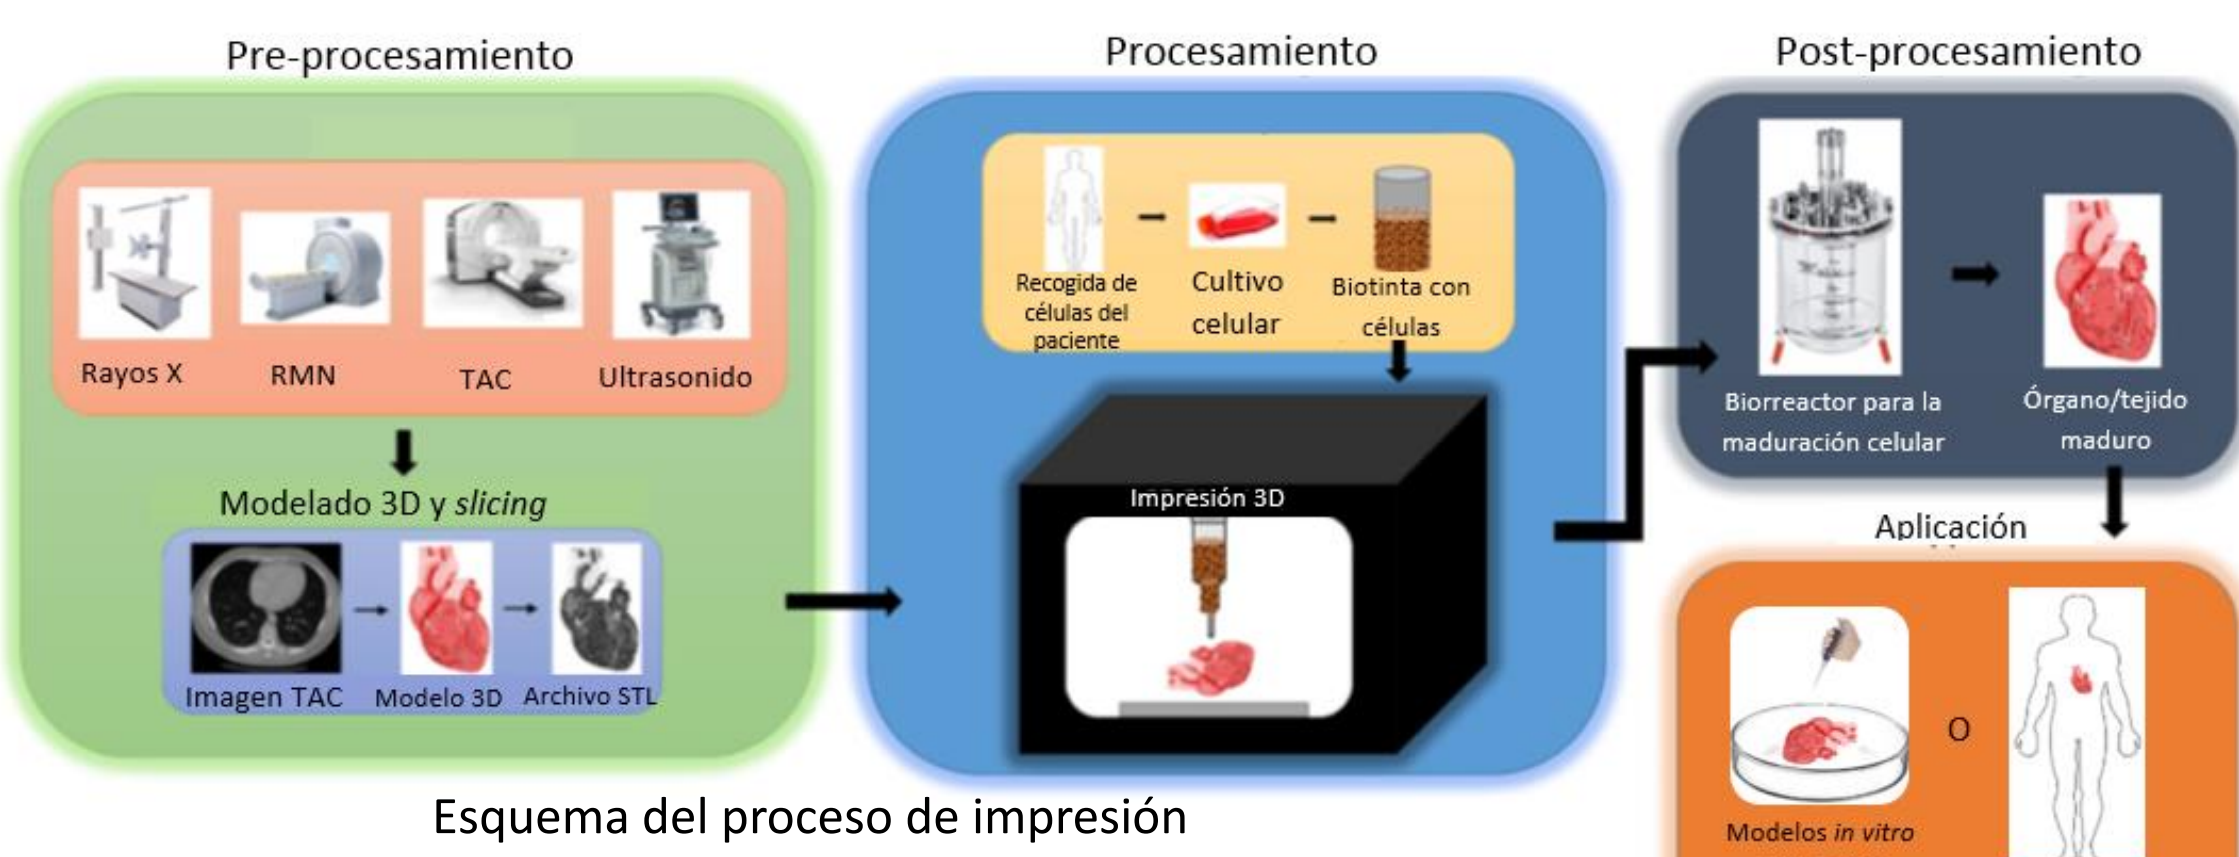 Pre-procesamiento
Rayos X
RMN
TAC
Ultrasonido
Modelado 3D y slicing
Imagen TAC
Modelo 3D
Archivo STL
Procesamiento
Recogida de
células del
paciente
Cultivo
celular
Biotinta con
células
Impresión 3D
Post-procesamiento
Biorreactor para la
maduración celular
Órgano/tejido
maduro
Aplicación
O
Modelos in vitro
Esquema del proceso de impresión